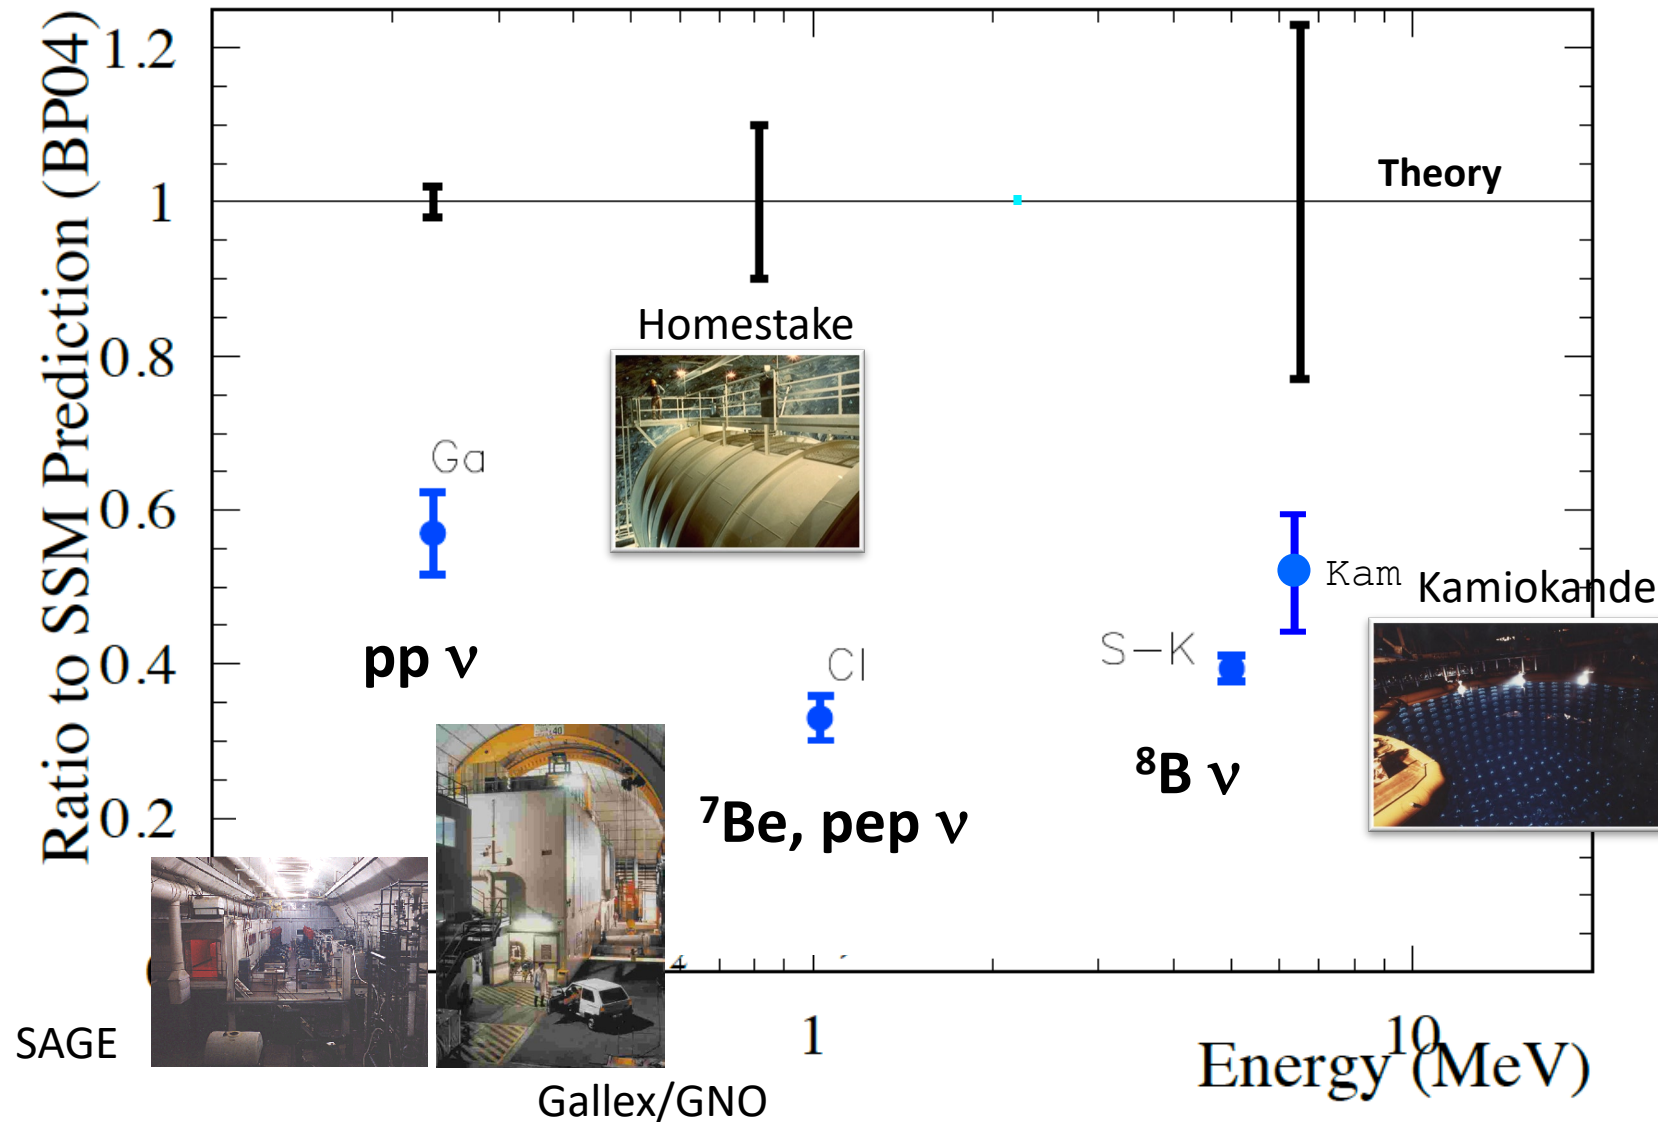 Ratio to SSM Prediction (BP04)
1.2
1
0.8
0.6
0.4
0.2
Theory
Homestake
Ga
Kam
Kamiokande
S-K
pp ν
Cl
⁸B ν
⁷Be, pep ν
SAGE
Gallex/GNO
1
10
Energy (MeV)